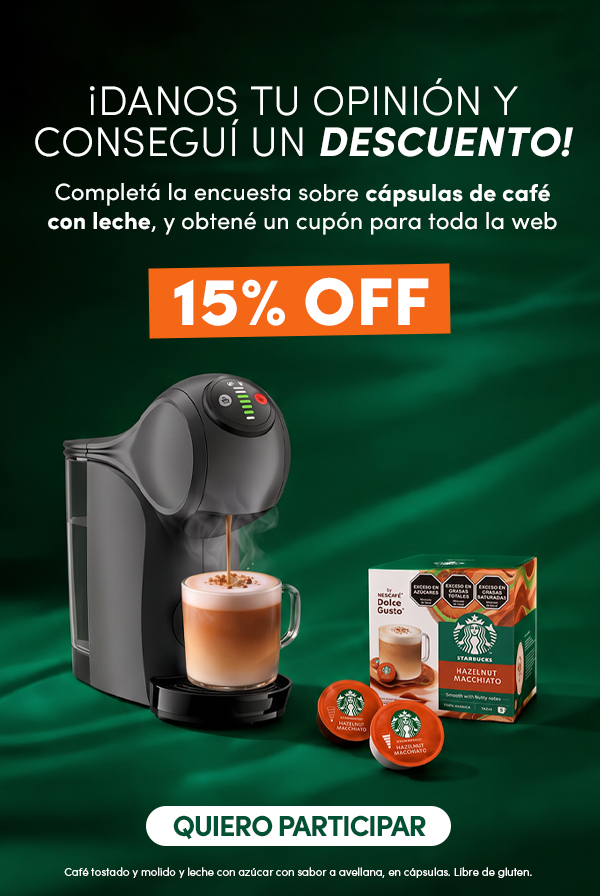 ¡DANOS TU OPINIÓN Y
CONSEGUÍ UN DESCUENTO!
Completá la encuesta sobre cápsulas de café
con leche, y obtené un cupón para toda la web
15% OFF
EXCESO EN
AZÚCARES
EXCESO EN
GRASAS
TOTALES
EXCESO EN
GRASAS
SATURADAS
by
NESCAFÉ
Dolce
Gusto
STARBUCKS
HAZELNUT
MACCHIATO
Smooth with Nutty notes
100% ARABICA
HAZELNUT
MACCHIATO
HAZELNUT
MACCHIATO
QUIERO PARTICIPAR
Café tostado y molido y leche con azúcar con sabor a avellana, en cápsulas. Libre de gluten.